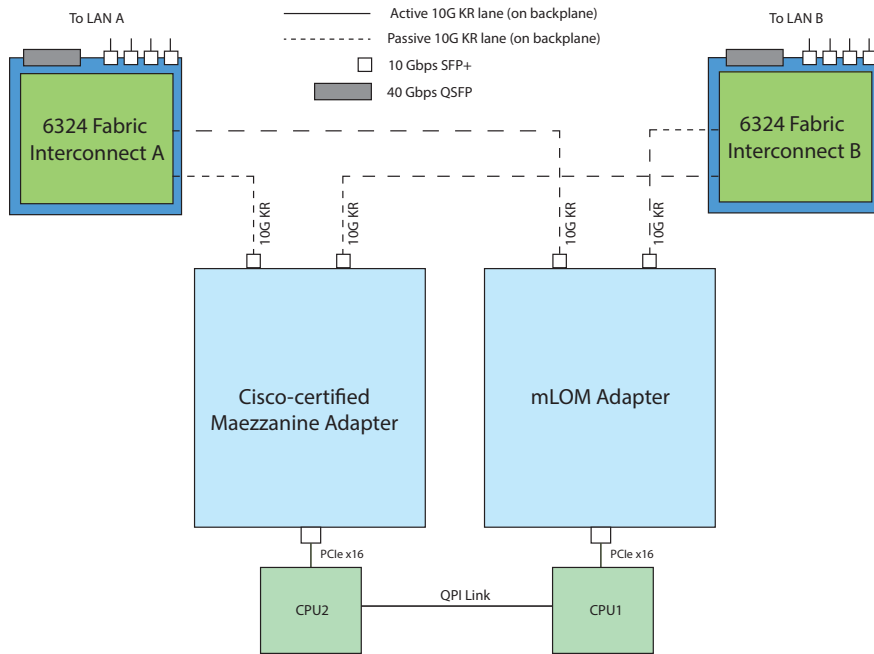 To LAN A
Active 10G KR lane (on backplane)
To LAN B
Passive 10G KR lane (on backplane)
10 Gbps SFP+
40 Gbps QSFP
6324 Fabric
Interconnect A
6324 Fabric
Interconnect B
10G KR
10G KR
10G KR
10G KR
Cisco-certified
Maezzanine Adapter
mLOM Adapter
PCIe x16
PCIe x16
QPI Link
CPU2
CPU1